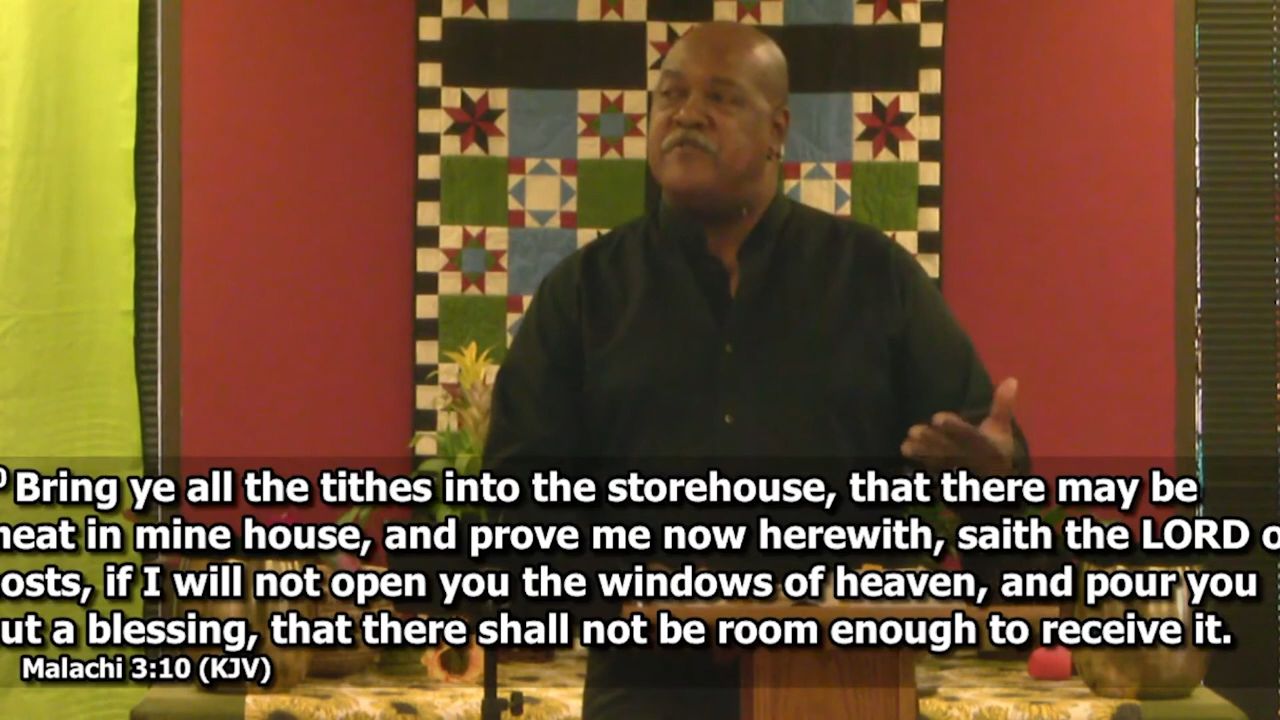 Bring ye all the tithes into the storehouse, that there may be
in mine house, and prove me now herewith, saith the LORD
if I will not open you the windows of heaven, and pour you
a blessing, that there shall not be room enough to receive it.
Malachi 3:10 (KJV)